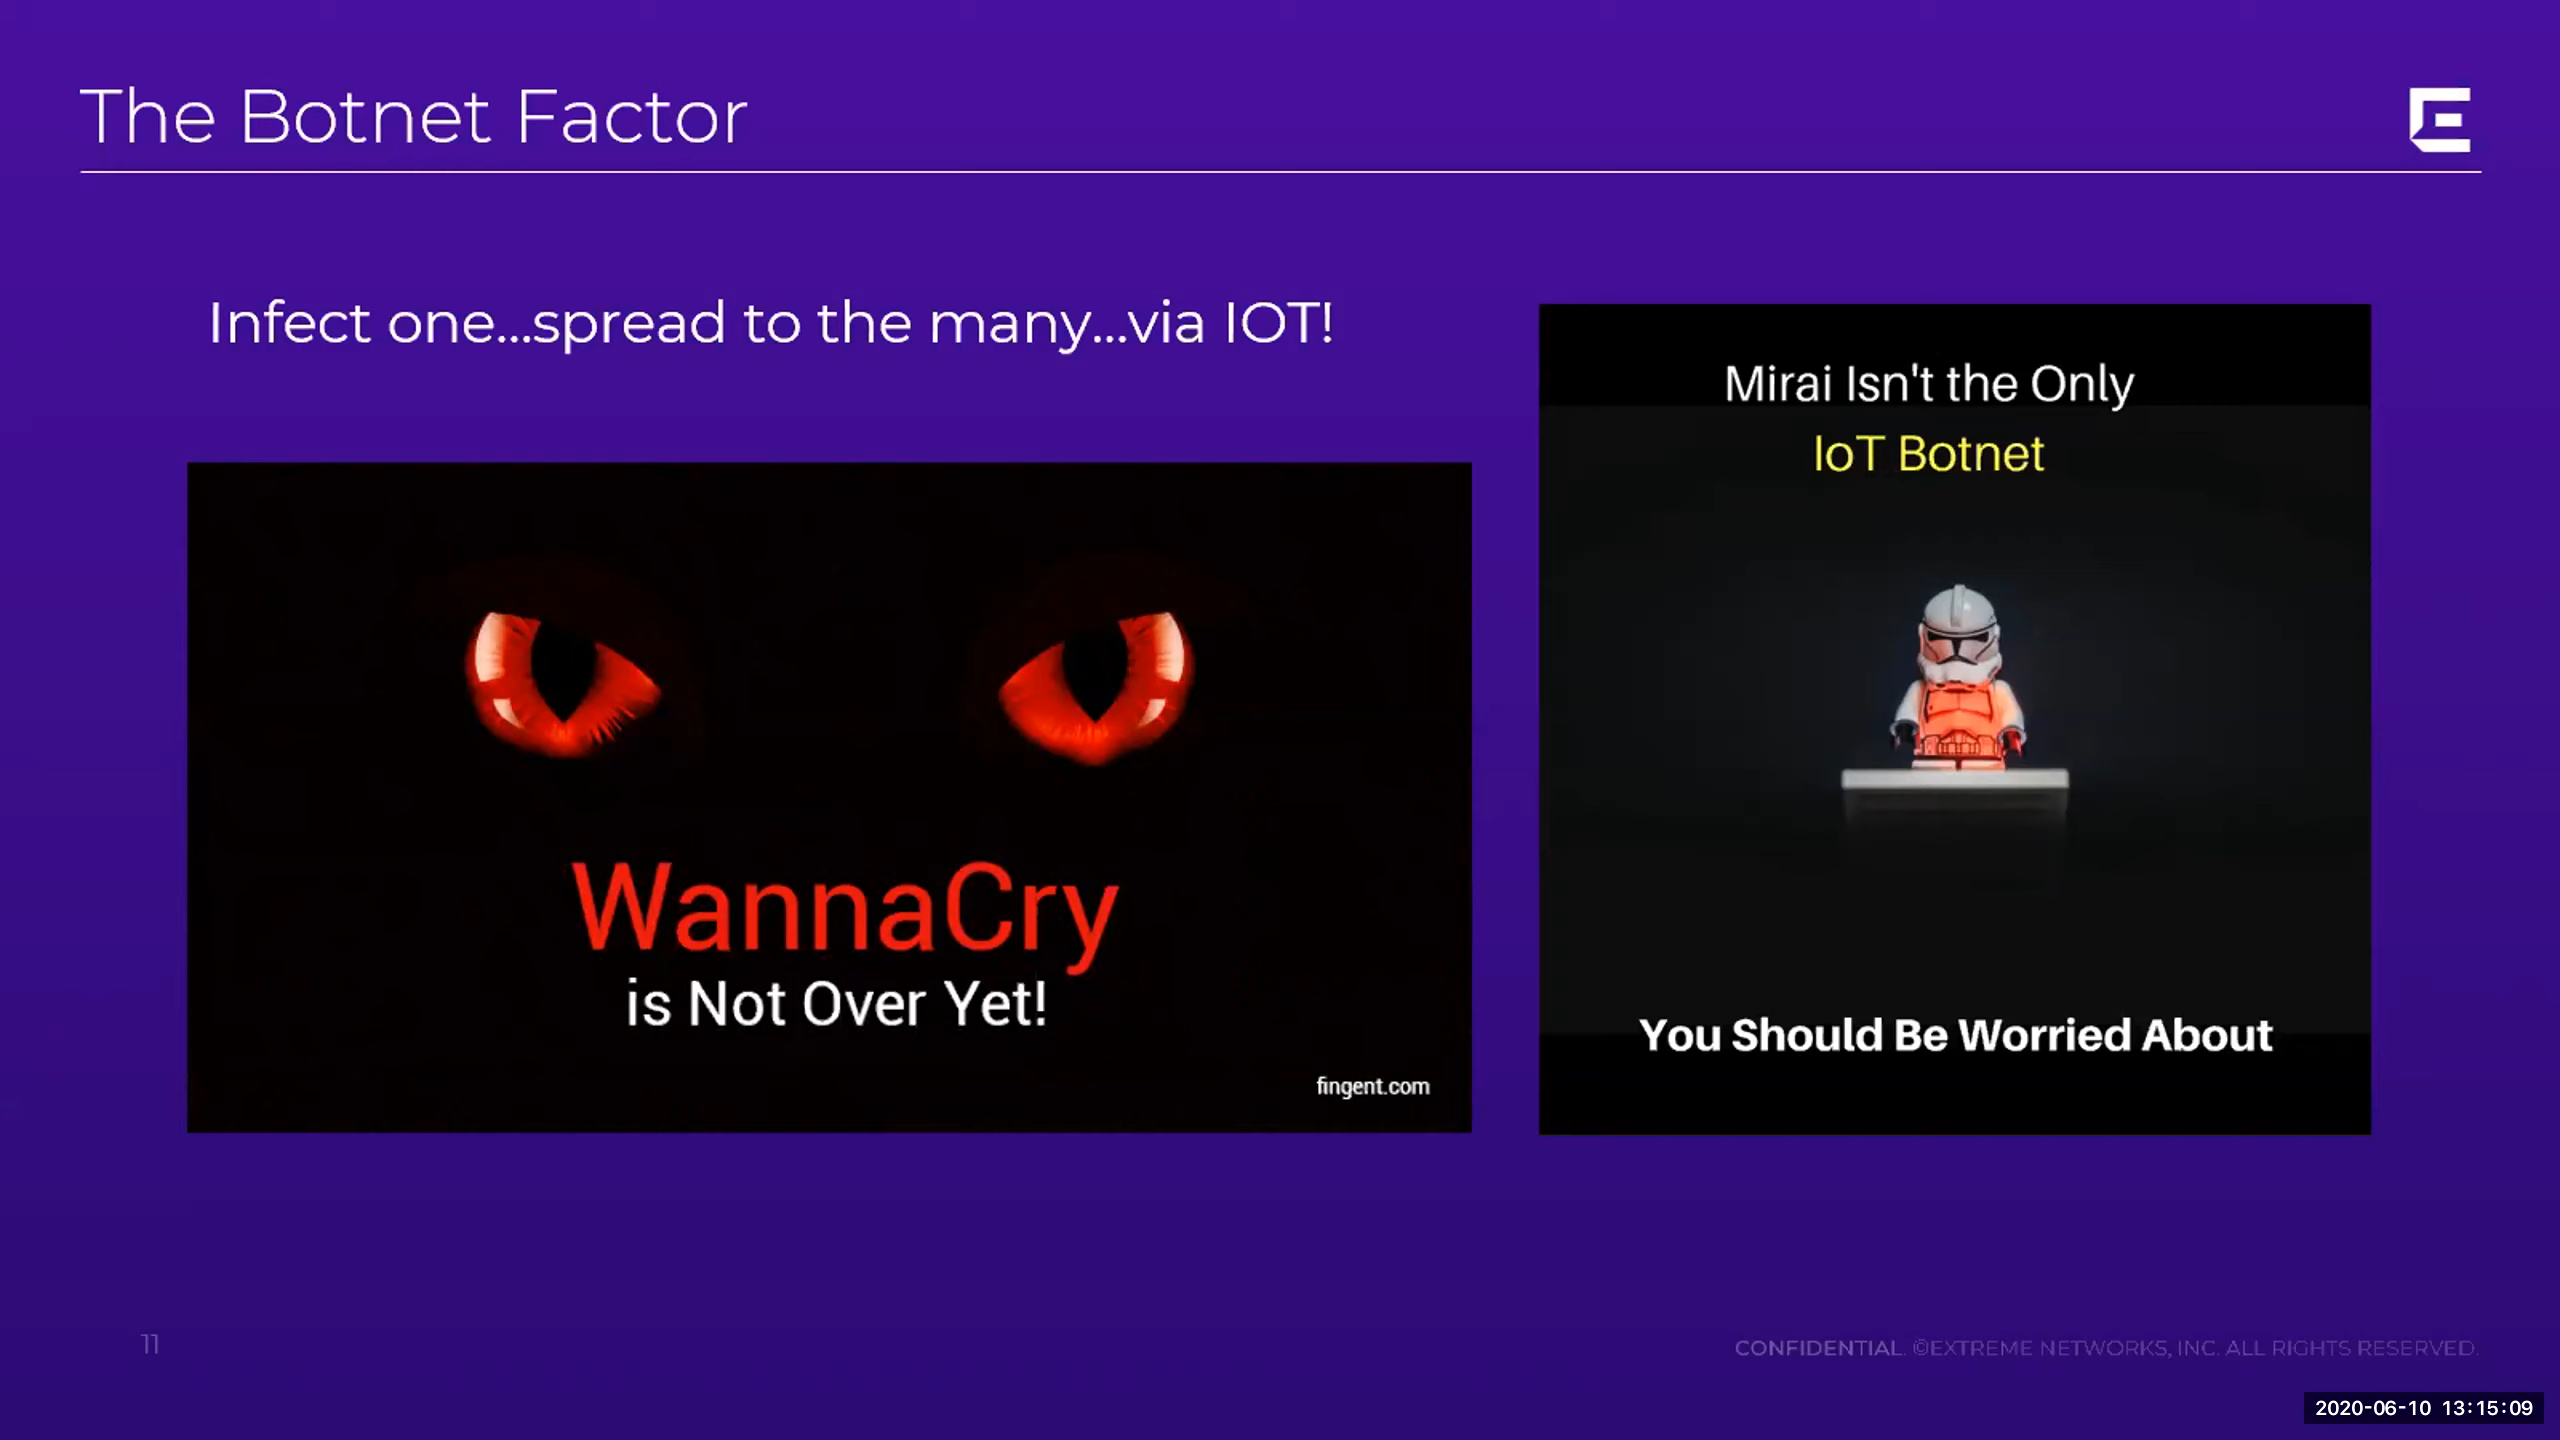 The Botnet Factor
Infect one...spread to the many...via IOT!
WannaCry
is Not Over Yet!
fingent.com
Mirai Isn't the Only
IoT Botnet
You Should Be Worried About
11
CONFIDENTIAL. ©EXTREME NETWORKS, INC. ALL RIGHTS RESERVED.
2020-06-10 13:15:09